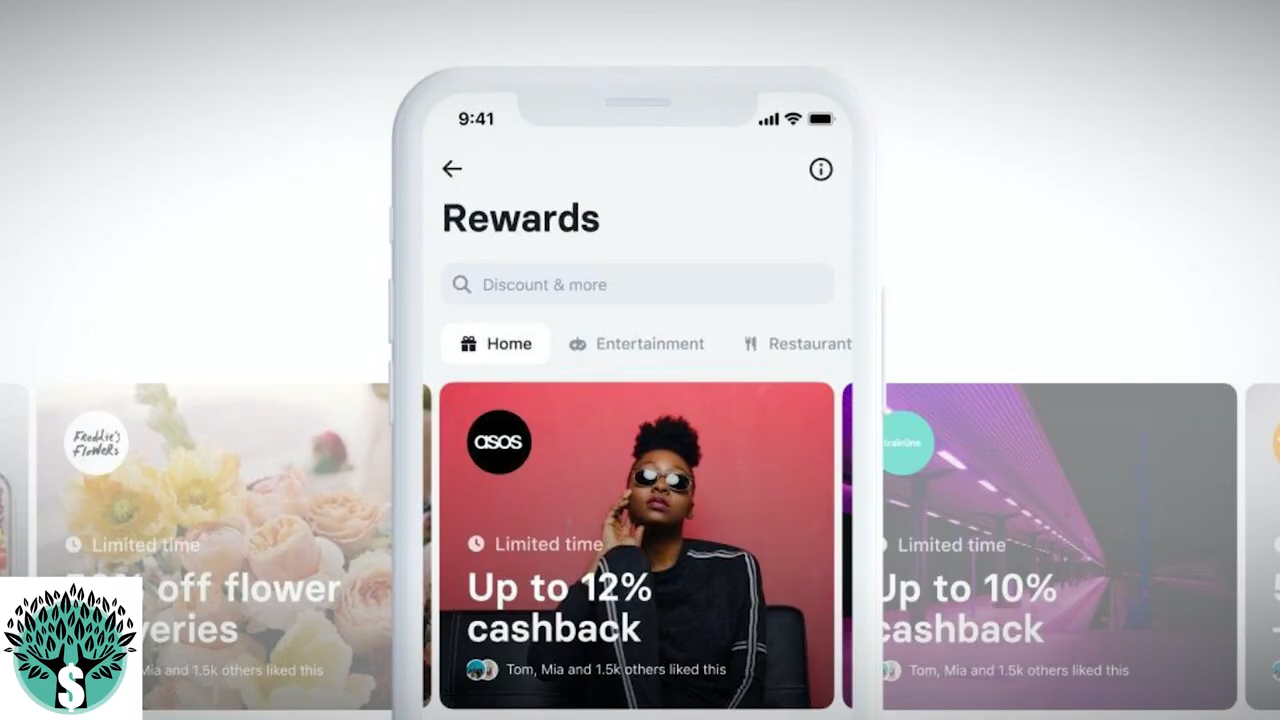 9:41
Rewards
Discount & more
Home
Entertainment
Restaurant
Freddie's
Flowers
Limited time
off flower
Mia and 1.5k others liked this
asos
Limited time
Up to 12%
cashback
Tom, Mia and 1.5k others liked this
trainline
Limited time
Up to 10%
cashback
Tom, Mia and 1.5k others liked this
$